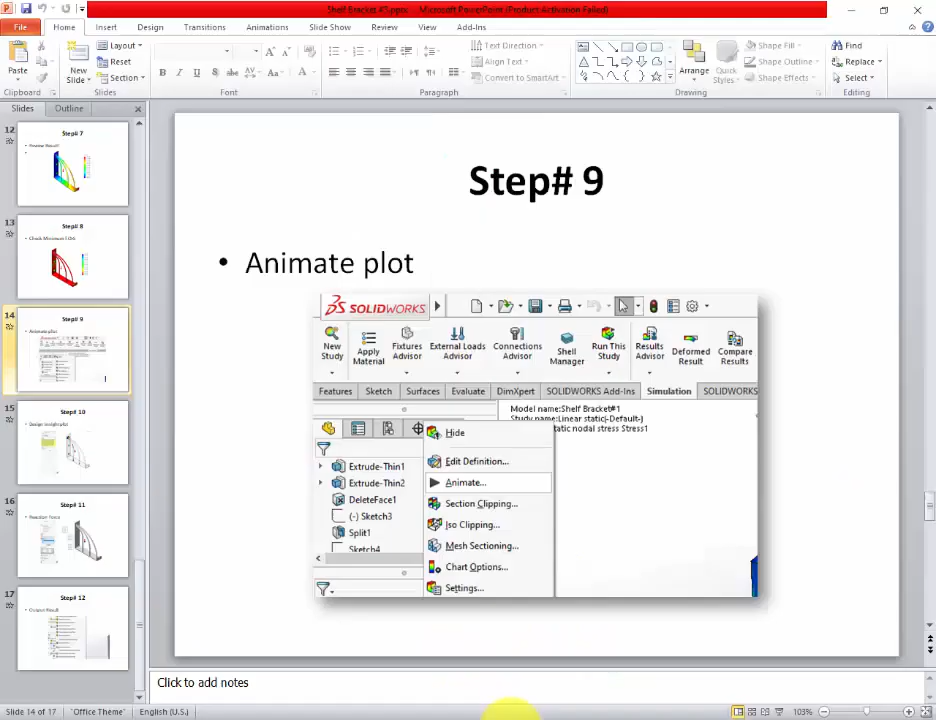 Shelf Bracket #3.pptx - Microsoft PowerPoint (Product Activation Failed)
File Home Insert Design Transitions Animations Slide Show Review View Add-Ins
Paste
Clipboard
New Slide
Layout
Reset
Section
Slides
Font
Paragraph
Text Direction
Align Text
Convert to SmartArt
Arrange
Quick Styles
Shape Fill
Shape Outline
Shape Effects
Drawing
Find
Replace
Select
Editing
Slides Outline
12
Step# 7
13
Step# 8
14
Step# 9
Animate plot
15
Step# 10
16
Step# 11
Reaction force
17
Step# 12
Output Result
Step# 9
• Animate plot
SOLIDWORKS
New Study
Apply Material
Fixtures Advisor
External Loads Advisor
Connections Advisor
Shell Manager
Run This Study
Results Advisor
Deformed Result
Compare Results
Features Sketch Surfaces Evaluate DimXpert SOLIDWORKS Add-Ins Simulation SOLIDWORKS
Model name:Shelf Bracket#1
Study name:Linear static(-Default-)
static nodal stress Stress1
Extrude-Thin1
Extrude-Thin2
DeleteFace1
(-) Sketch3
Split1
Sketch4
Hide
Edit Definition...
Animate...
Section Clipping...
Iso Clipping...
Mesh Sectioning...
Chart Options...
Settings...
Click to add notes
Slide 14 of 17 'Office Theme' English (U.S.) 103%